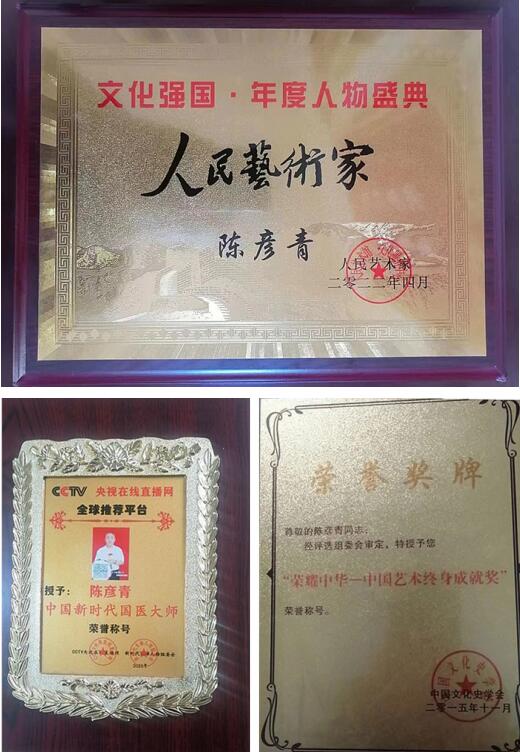 文化强国·年度人物盛典
人民藝術家
陈彦青
人民艺术家
二零二二年四月
CCTV 央视在线直播网
全球推荐平台
授予：陈彦青
中国新时代国医大师
荣誉称号
荣誉奖牌
尊敬的陈彦青同志：
经评选组委会审定，特授予您
“荣耀中华—中国艺术终身成就奖”
荣誉称号。
中国文化史学会
二零一五年十一月